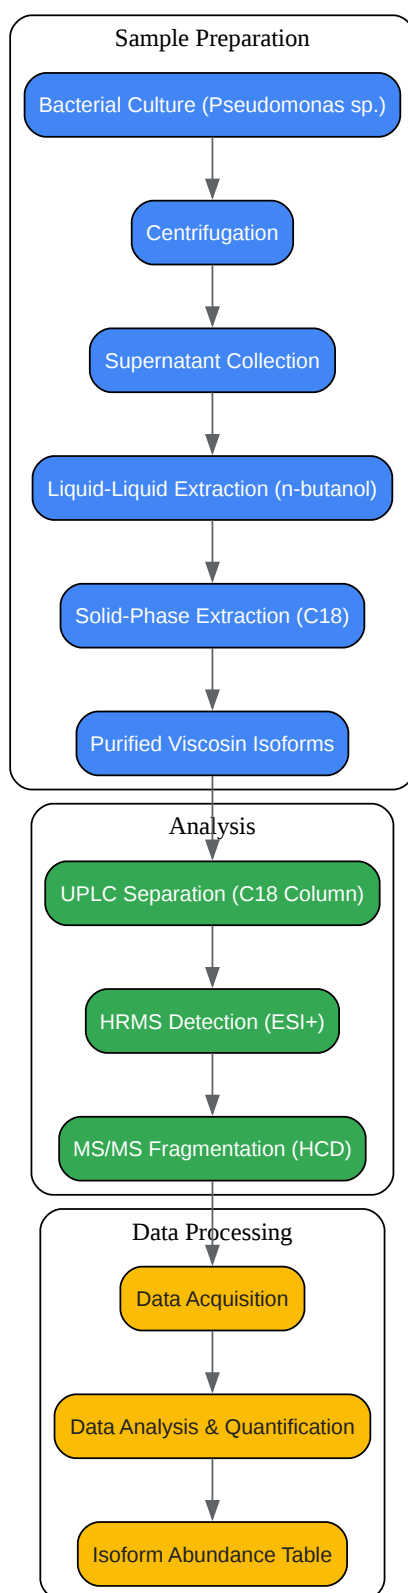 Sample Preparation
Bacterial Culture (Pseudomonas sp.)
Centrifugation
Supernatant Collection
Liquid-Liquid Extraction (n-butanol)
Solid-Phase Extraction (C18)
Purified Viscosin Isoforms
Analysis
UPLC Separation (C18 Column)
HRMS Detection (ESI+)
MS/MS Fragmentation (HCD)
Data Processing
Data Acquisition
Data Analysis & Quantification
Isoform Abundance Table